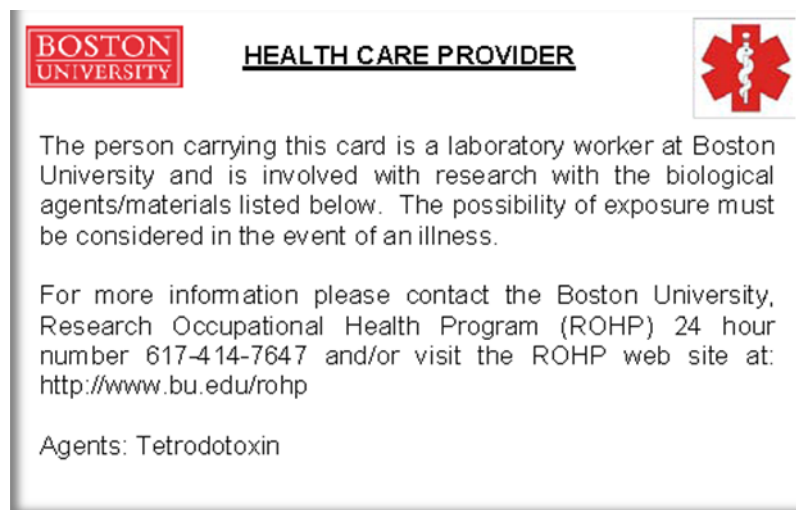 BOSTON
UNIVERSITY
HEALTH CARE PROVIDER
The person carrying this card is a laboratory worker at Boston
University and is involved with research with the biological
agents/materials listed below. The possibility of exposure must
be considered in the event of an illness.
For more information please contact the Boston University,
Research Occupational Health Program (ROHP) 24 hour
number 617-414-7647 and/or visit the ROHP web site at:
http://www.bu.edu/rohp
Agents: Tetrodotoxin